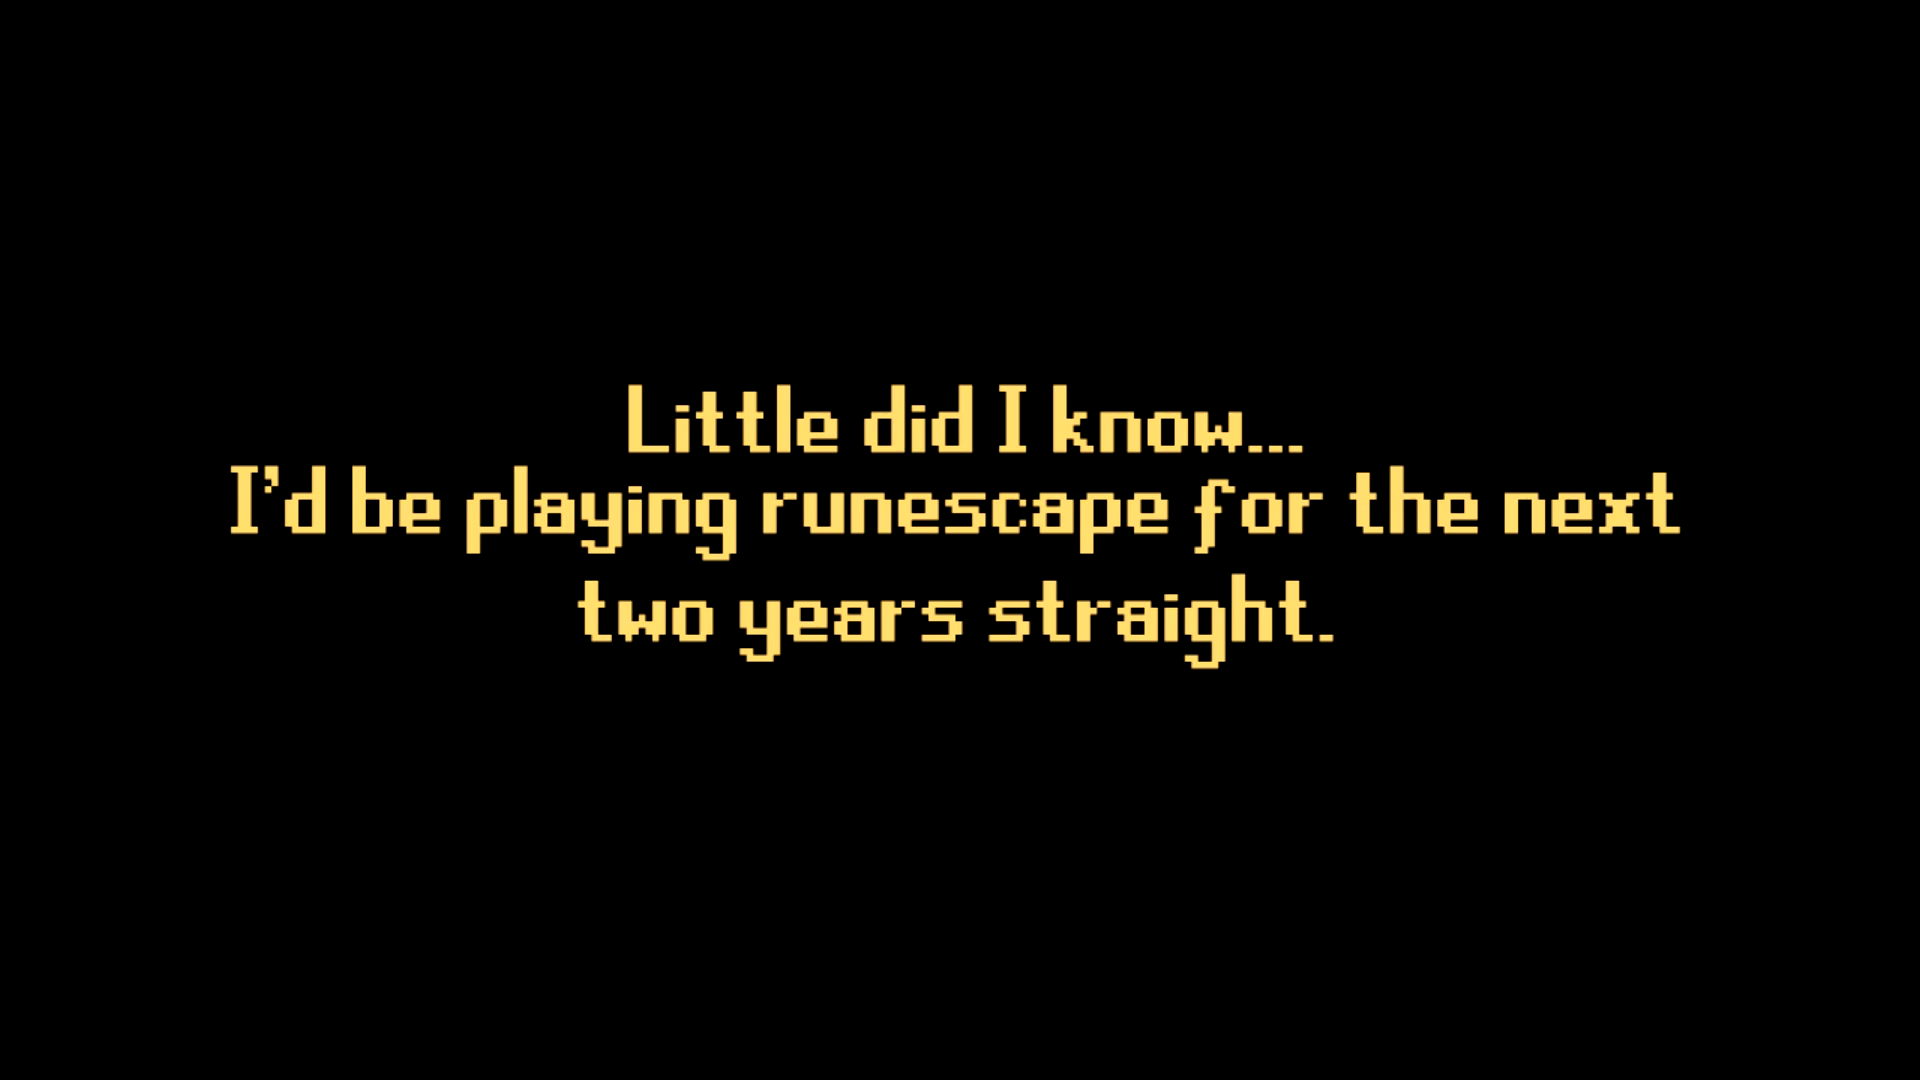 Little did I know...
I'd be playing runescape for the next
two years straight.